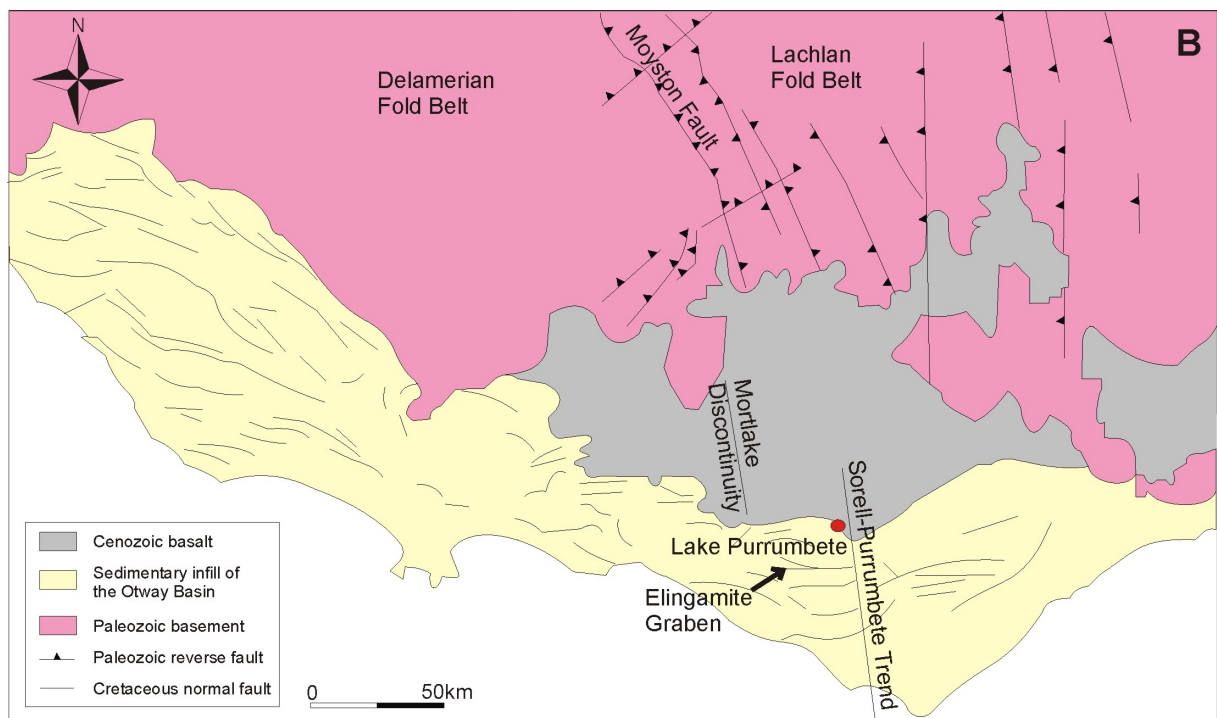 B
N
Delamerian
Fold Belt
Moyston Fault
Lachlan
Fold Belt
Mortlake
Discontinuity
Sorell-Purrumbete Trend
Lake Purrumbete
Elingamite
Graben
Cenozoic basalt
Sedimentary infill of
the Otway Basin
Paleozoic basement
Paleozoic reverse fault
Cretaceous normal fault
0 50km